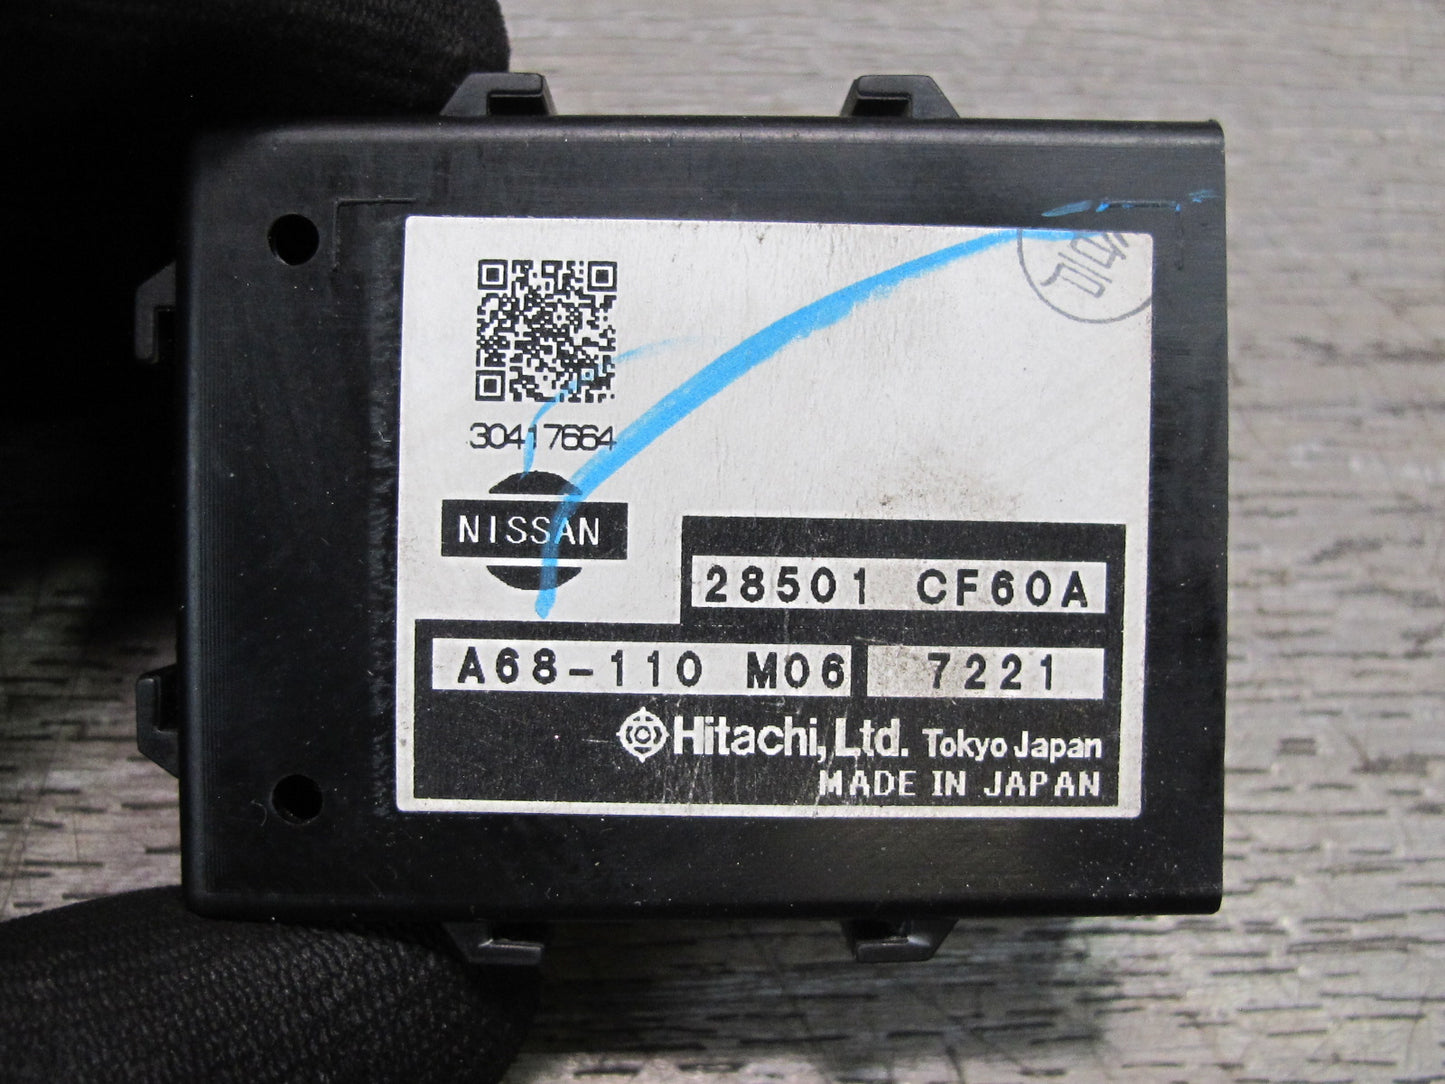 30417664
NISSAN
28501 CF60A
A68-110 M06 7221
Hitachi, Ltd. Tokyo Japan
MADE IN JAPAN